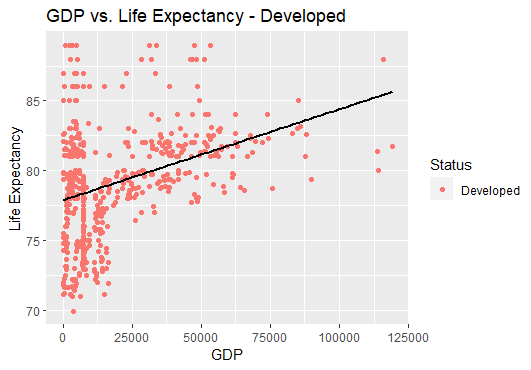 GDP vs. Life Expectancy - Developed
Life Expectancy
85
80
75
70
0 25000 50000 75000 100000 125000
GDP
Status
Developed